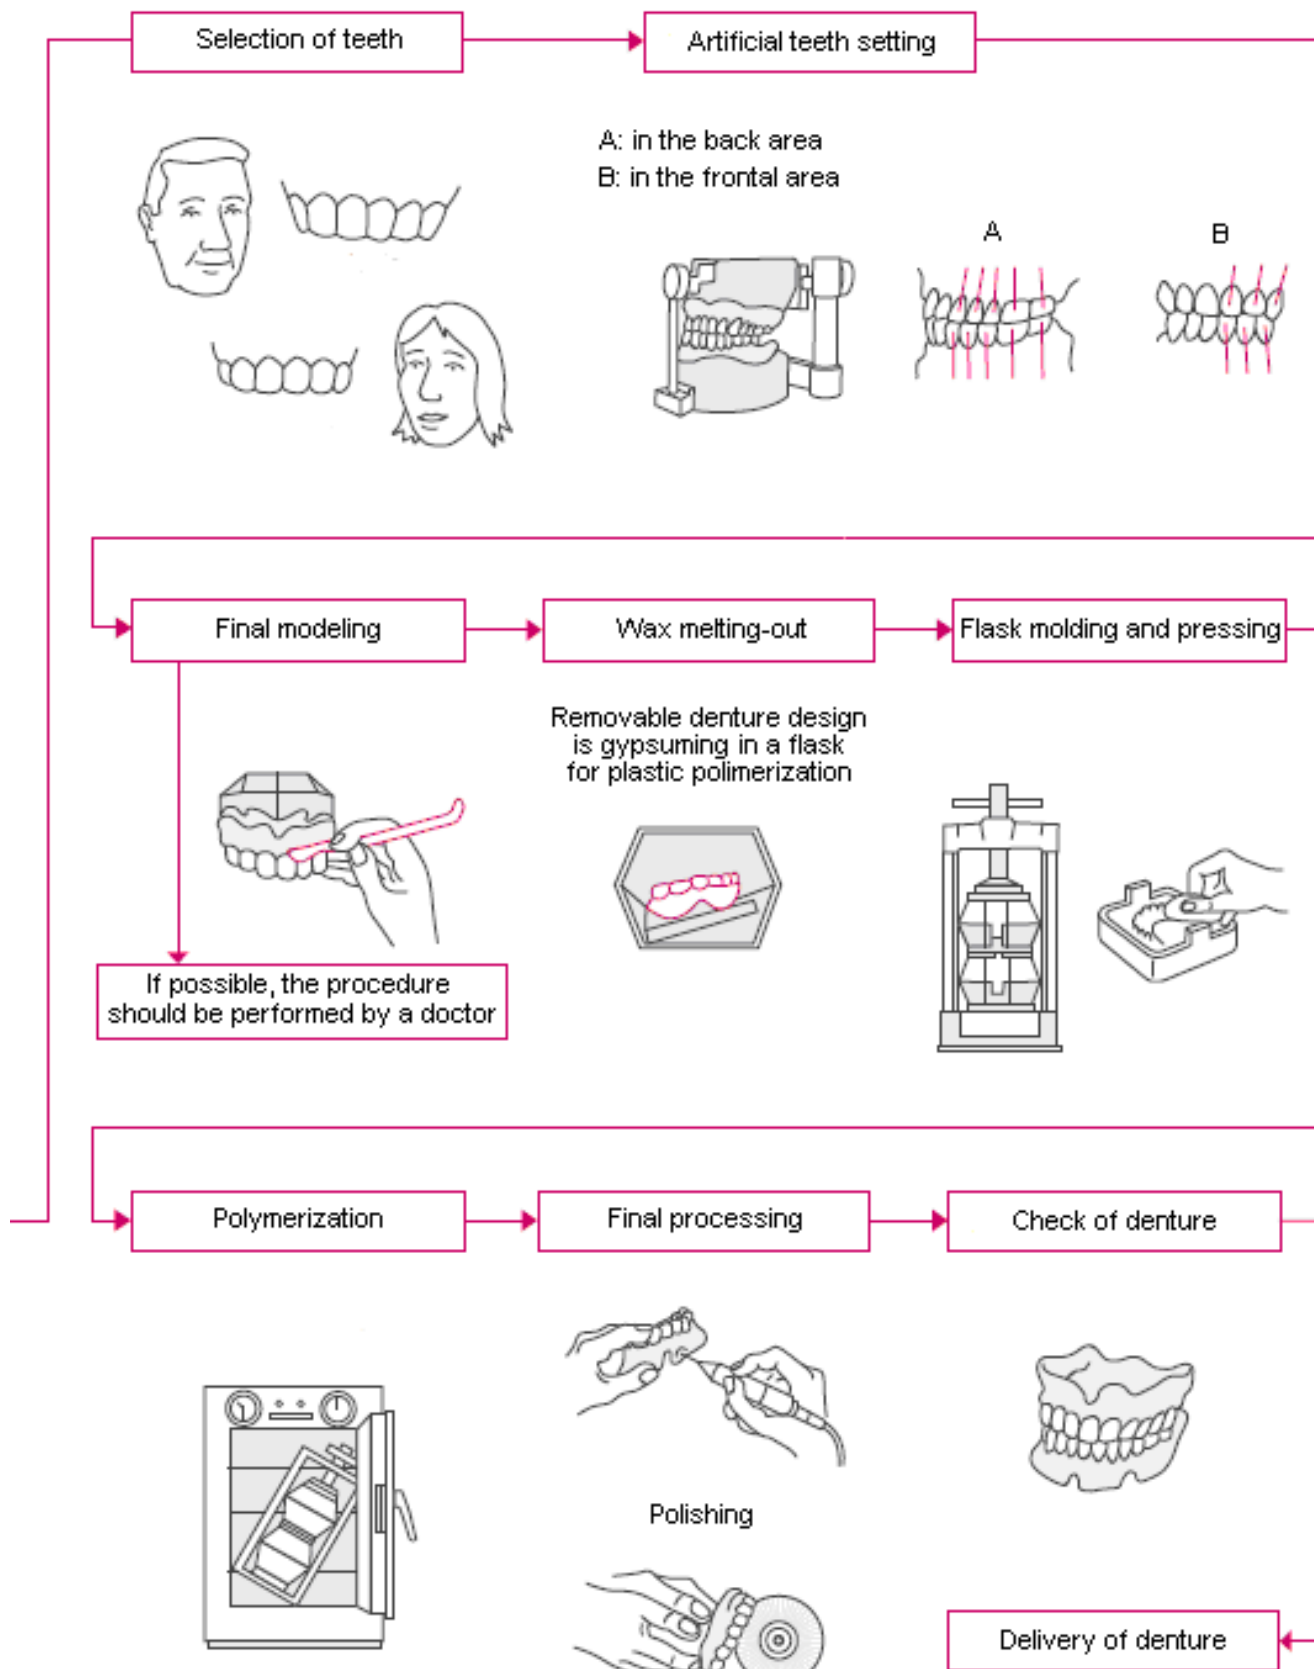 Selection of teeth
Artificial teeth setting
A: in the back area
B: in the frontal area
A
B
Final modeling
Wax melting-out
Flask molding and pressing
Removable denture design
is gypsuming in a flask
for plastic polimerization
If possible, the procedure
should be performed by a doctor
Polymerization
Final processing
Check of denture
Polishing
Delivery of denture